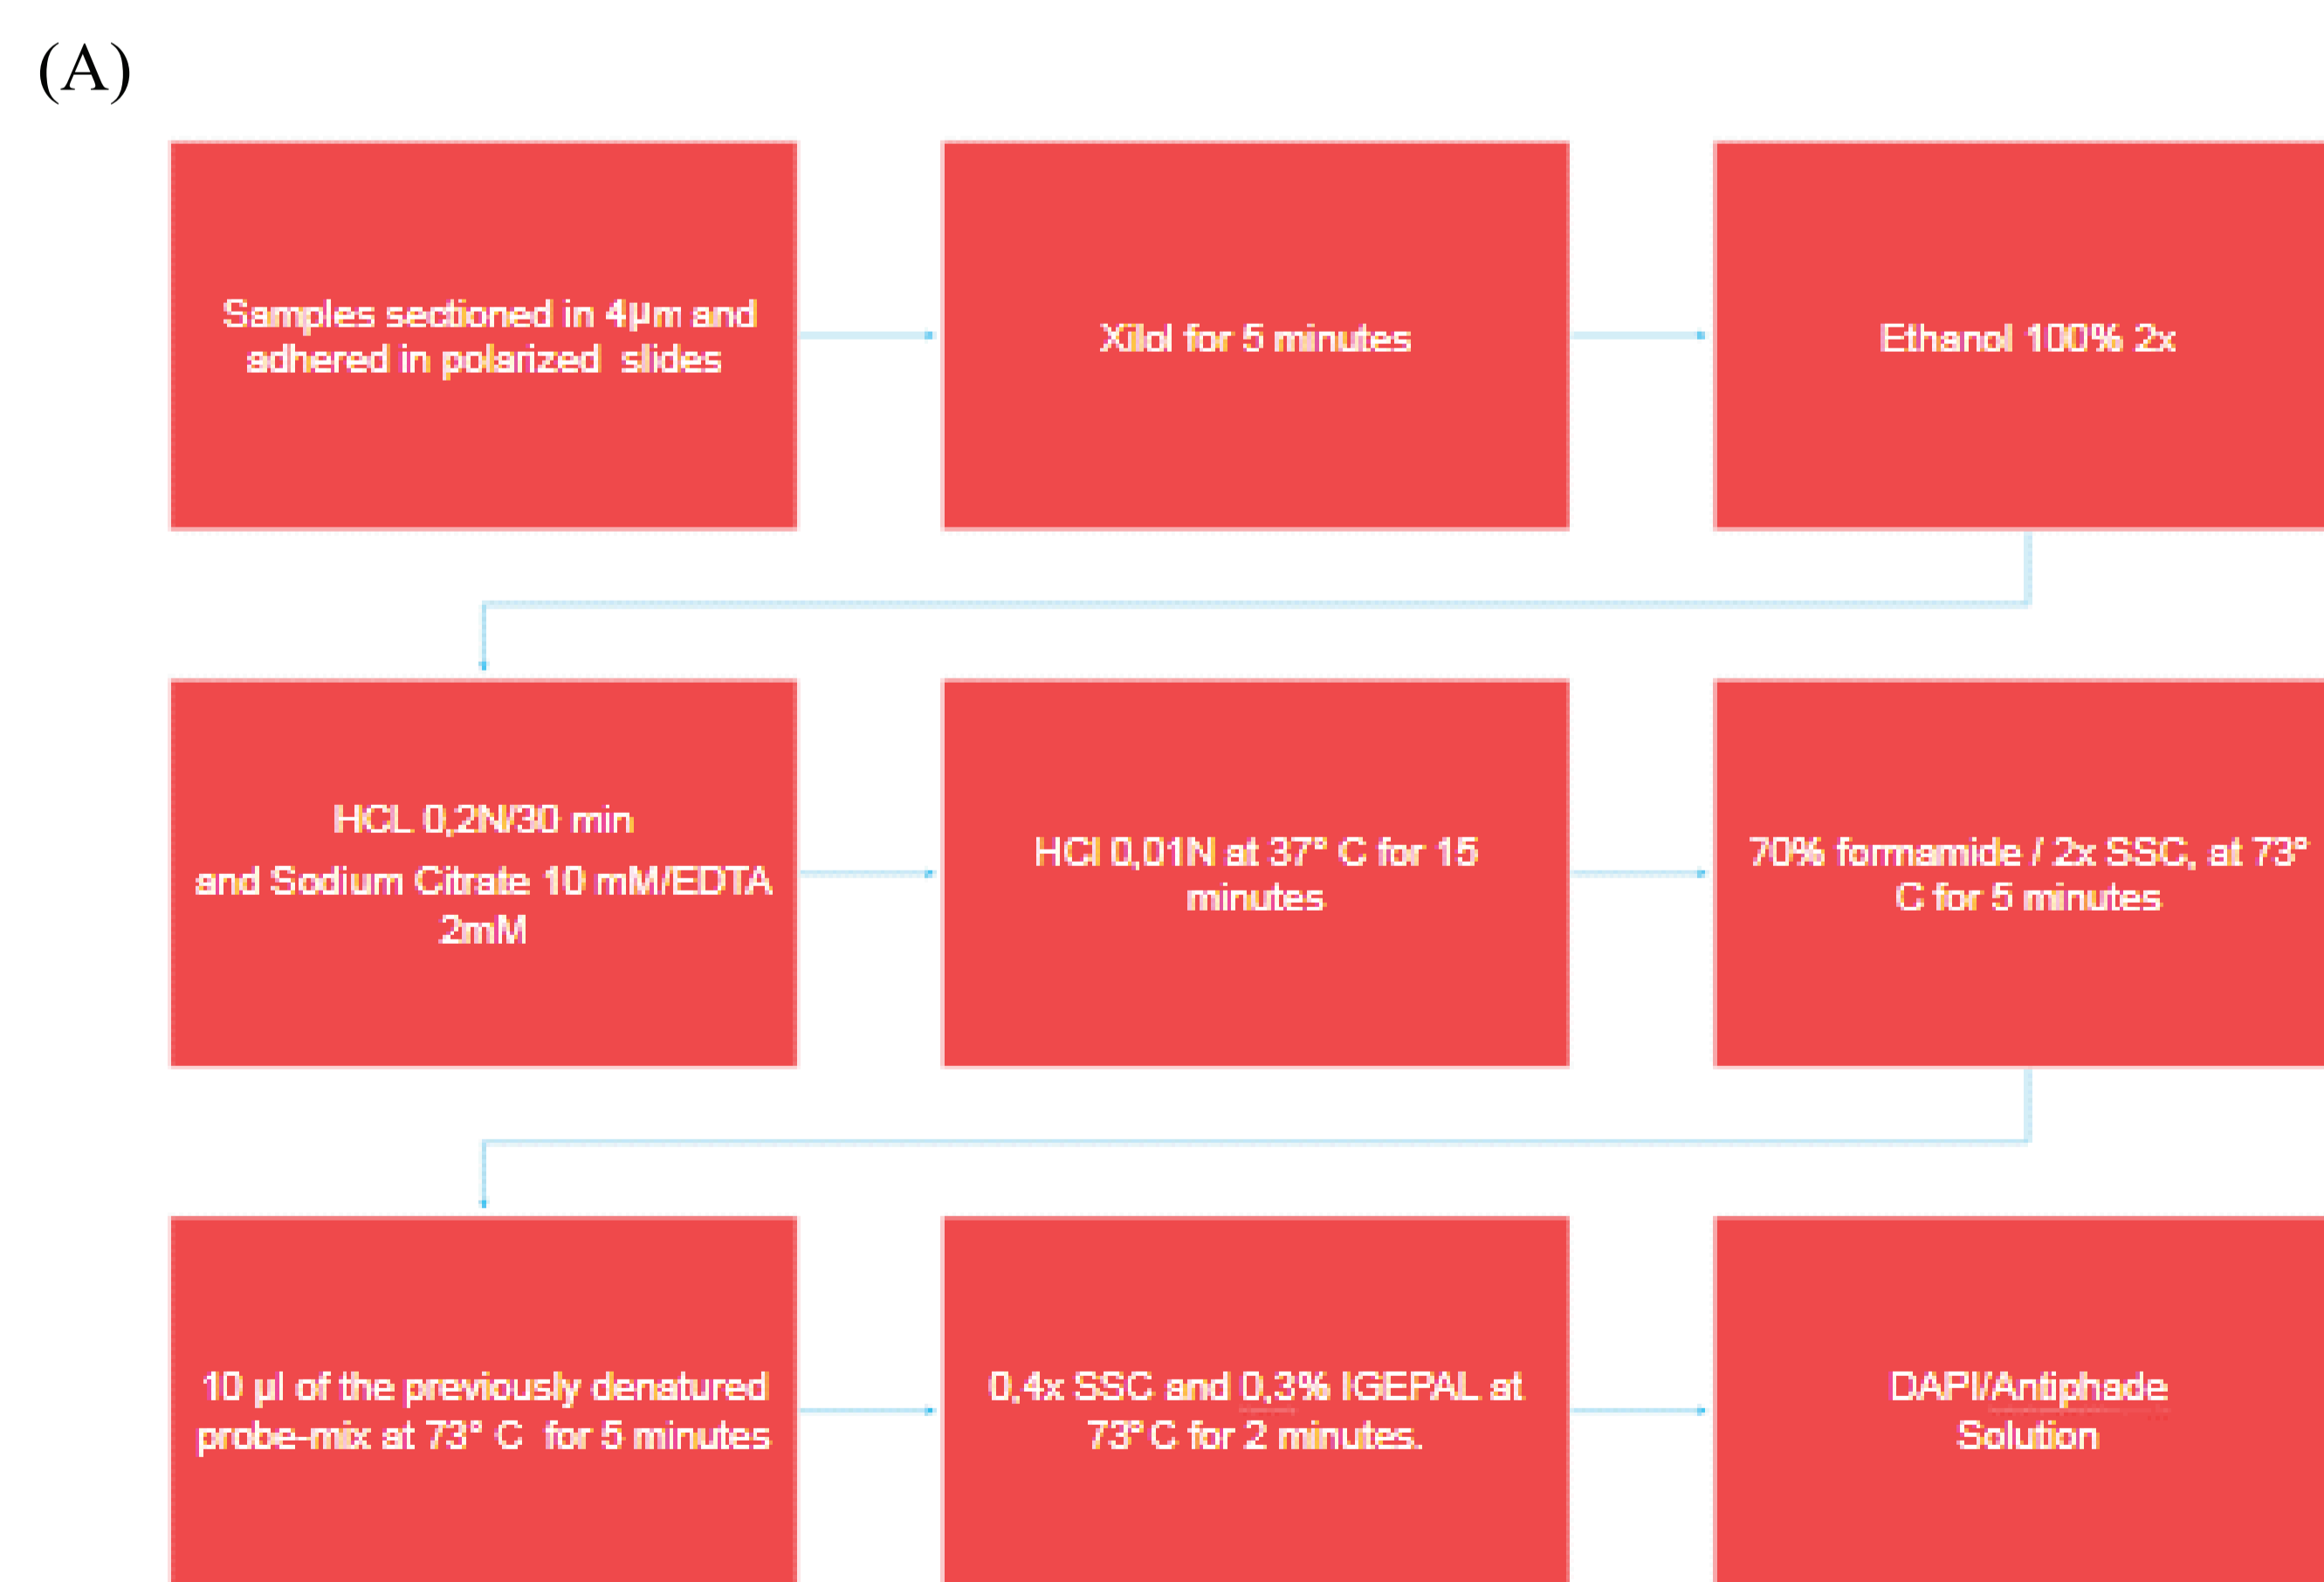 (A)
Samples sectioned in 4µm and
adhered in polarized slides
Xilol for 5 minutes
Ethanol 100% 2x
HCL 0,2N/30 min
and Sodium Citrate 10 mM/EDTA
2mM
HCl 0,01N at 37° C for 15
minutes
70% formamide / 2x SSC, at 73°
C for 5 minutes
10 µl of the previously denatured
probe-mix at 73° C for 5 minutes
0,4x SSC and 0,3% IGEPAL at
73°C for 2 minutes.
DAPI/Antiphade
Solution